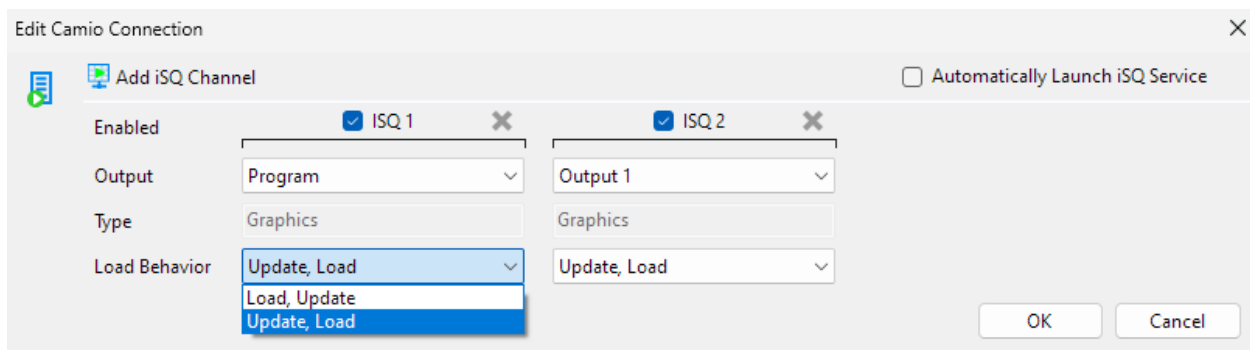 Edit Camio Connection
Add iSQ Channel
Automatically Launch iSQ Service
Enabled
ISQ 1
ISQ 2
Output
Program
Output 1
Type
Graphics
Graphics
Load Behavior
Update, Load
Update, Load
Load, Update
Update, Load
OK
Cancel